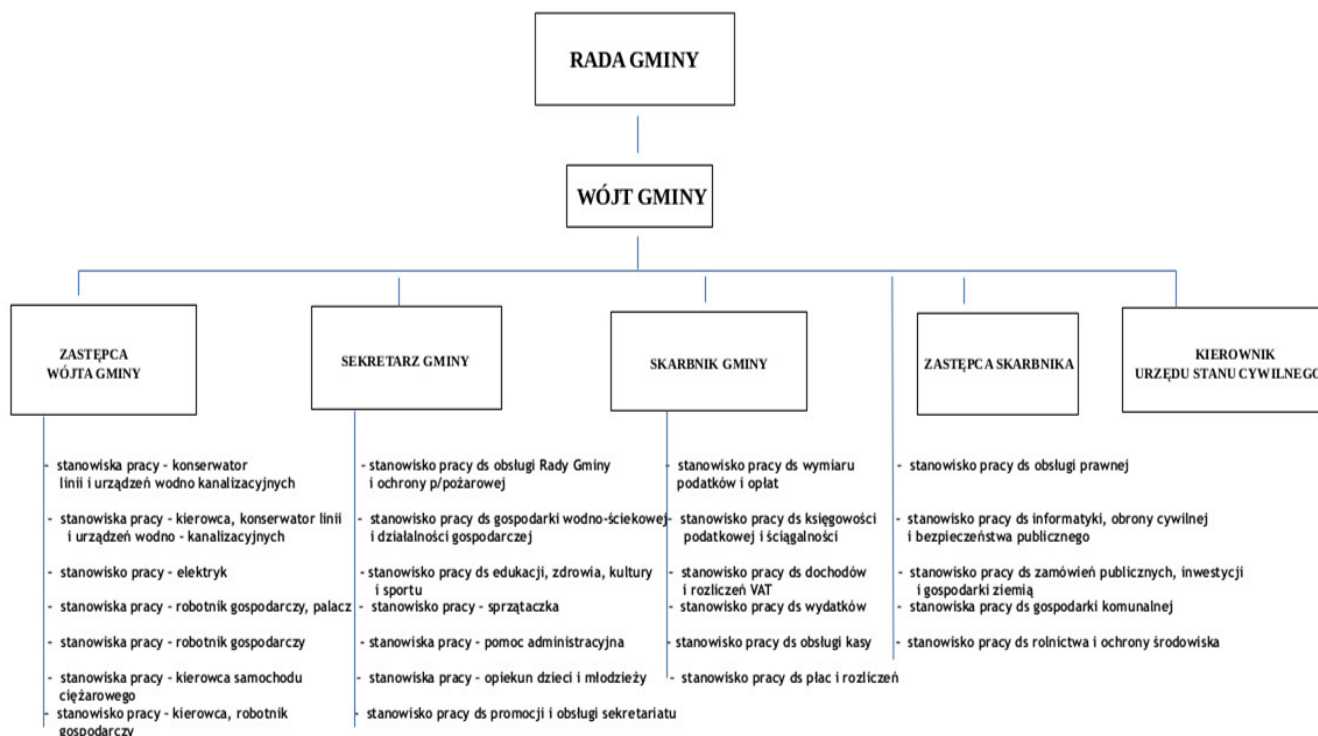 RADA GMINY
WÓJT GMINY
ZASTĘPCA
WÓJTA GMINY
SEKRETARZ GMINY
SKARBNIK GMINY
ZASTĘPCA SKARBNIKA
KIEROWNIK
URZĘDU STANU CYWILNEGO
- stanowiska pracy - konserwator
linii i urządzeń wodno kanalizacyjnych
- stanowiska pracy - kierowca, konserwator linii
i urządzeń wodno - kanalizacyjnych
- stanowisko pracy - elektryk
- stanowiska pracy - robotnik gospodarczy, palacz
- stanowiska pracy - robotnik gospodarczy
- stanowiska pracy - kierowca samochodu
ciężarowego
- stanowisko pracy - kierowca, robotnik
gospodarczy
- stanowisko pracy ds obsługi Rady Gminy
i ochrony p/pożarowej
- stanowisko pracy ds gospodarki wodno-ściekowej
i działalności gospodarczej
- stanowisko pracy ds edukacji, zdrowia, kultury
i sportu
- stanowisko pracy - sprzątaczka
- stanowiska pracy - pomoc administracyjna
- stanowiska pracy - opiekun dzieci i młodzieży
- stanowisko pracy ds promocji i obsługi sekretariatu
- stanowisko pracy ds wymiaru
podatków i opłat
- stanowisko pracy ds księgowości
podatkowej i ściągalności
- stanowisko pracy ds dochodów
i rozliczeń VAT
- stanowisko pracy ds wydatków
- stanowisko pracy ds obsługi kasy
- stanowisko pracy ds płac i rozliczeń
- stanowisko pracy ds obsługi prawnej
- stanowisko pracy ds informatyki, obrony cywilnej
i bezpieczeństwa publicznego
- stanowisko pracy ds zamówień publicznych, inwestycji
i gospodarki ziemią
- stanowiska pracy ds gospodarki komunalnej
- stanowisko pracy ds rolnictwa i ochrony środowiska